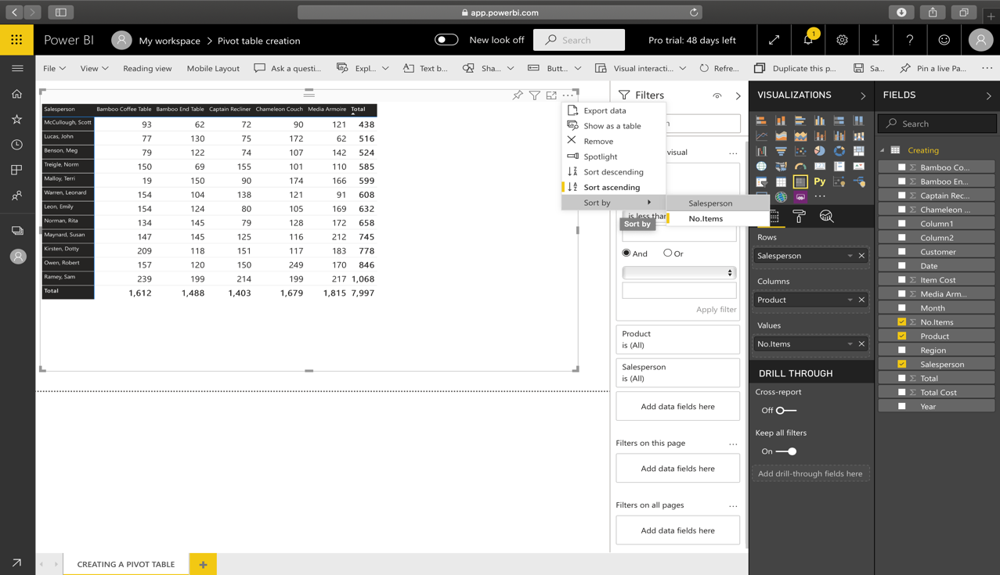 app.powerbi.com
Power BI My workspace > Pivot table creation New look off Search Pro trial: 48 days left 1
File View Reading view Mobile Layout Ask a questi... Expl... Text b... Sha... Butt... Visual interacti... Refre... Duplicate this p... Sa... Pin a live Pa...
Salesperson Bamboo Coffee Table Bamboo End Table Captain Recliner Chameleon Couch Media Armoire Total
McCullough, Scott 93 62 72 90 121 438
Lucas, John 77 130 75 172 62 516
Benson, Meg 79 122 74 107 142 524
Treigle, Norm 150 69 155 101 110 585
Malloy, Terri 19 150 90 174 166 599
Warren, Leonard 154 104 138 121 91 608
Leon, Emily 154 124 80 105 169 632
Norman, Rita 134 145 79 128 172 658
Maynard, Susan 147 145 125 116 212 745
Kirsten, Dotty 209 118 151 117 183 778
Owen, Robert 157 120 150 249 170 846
Ramey, Sam 239 199 214 199 217 1,068
Total 1,612 1,488 1,403 1,679 1,815 7,997
Export data
Show as a table
Remove
Spotlight
Sort descending
Sort ascending
Sort by
Salesperson
No.Items
Sort by
Filters
visual
is less than
And Or
Apply filter
Product
is (All)
Salesperson
is (All)
Add data fields here
Filters on this page
Add data fields here
Filters on all pages
Add data fields here
VISUALIZATIONS
Py
Rows
Salesperson
Columns
Product
Values
No.Items
DRILL THROUGH
Cross-report
Off
Keep all filters
On
Add drill-through fields here
FIELDS
Search
Creating
Bamboo Co...
Bamboo En...
Captain Rec...
Chameleon ...
Column1
Column2
Customer
Date
Item Cost
Media Arm...
Month
No.Items
Product
Region
Salesperson
Total
Total Cost
Year
CREATING A PIVOT TABLE +